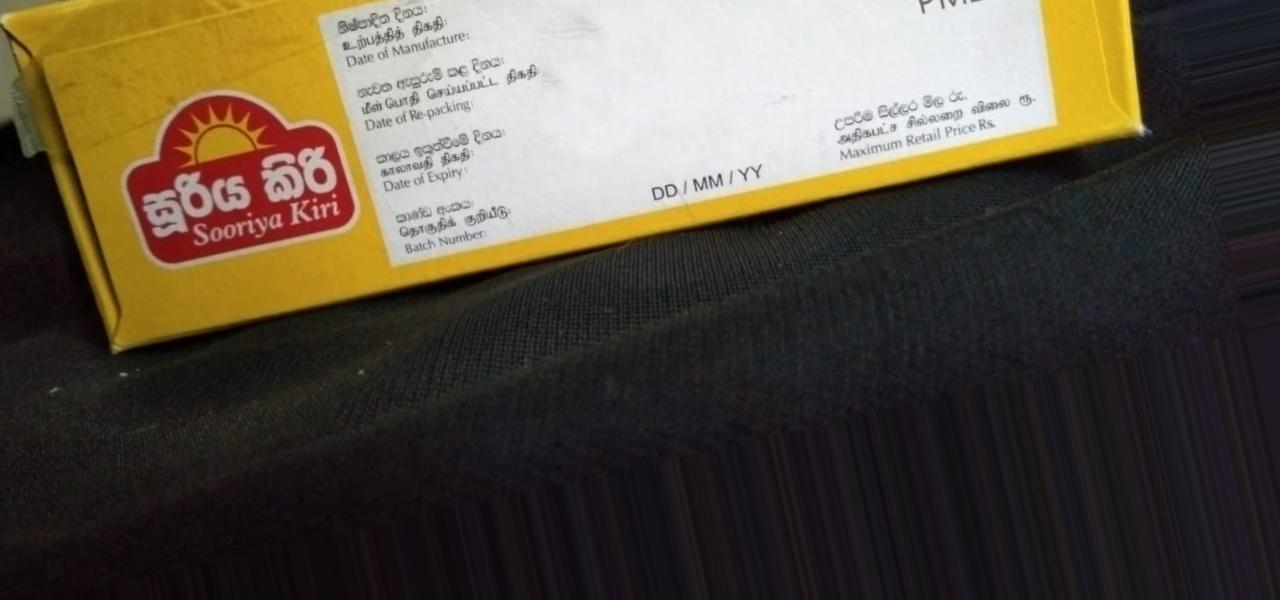 නිෂ්පාදිත දිනය:
உற்பத்தித் திகதி:
Date of Manufacture:
නැවත ඇසුරුම් කළ දිනය:
மீள் பொதி செய்யப்பட்ட திகதி:
Date of Re-packing:
කාලය ඉකුත්වීමේ දිනය:
காலாவதி திகதி:
Date of Expiry:
කාණ්ඩ අංකය:
தொகுதிக் குறியீடு:
Batch Number:
DD / MM / YY
උපරිම සිල්ලර මිල රු.
அதிகபட்ச சில்லறை விலை ரூ.
Maximum Retail Price Rs.
සූරිය කිරි
Sooriya Kiri